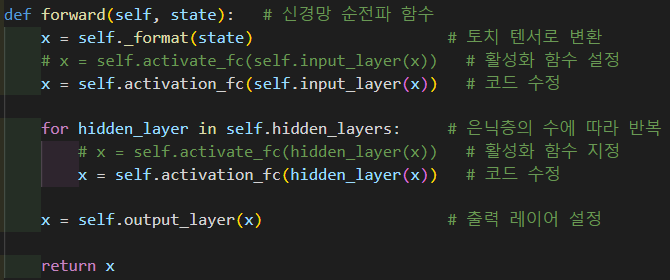 def forward(self, state):   # 신경망 순전파 함수
    x = self._format(state)                     # 토치 텐서로 변환
    # x = self.activate_fc(self.input_layer(x))   # 활성화 함수 설정
    x = self.activation_fc(self.input_layer(x))   # 코드 수정
    for hidden_layer in self.hidden_layers:     # 은닉층의 수에 따라 반복
        # x = self.activate_fc(hidden_layer(x))   # 활성화 함수 지정
        x = self.activation_fc(hidden_layer(x))   # 코드 수정
    x = self.output_layer(x)                    # 출력 레이어 설정
    return x